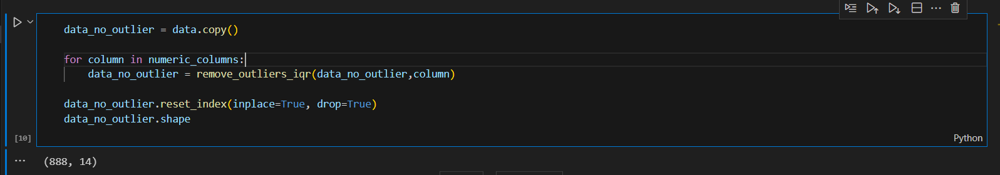 data_no_outlier = data.copy()
for column in numeric_columns:
data_no_outlier = remove_outliers_iqr(data_no_outlier,column)
data_no_outlier.reset_index(inplace=True, drop=True)
data_no_outlier.shape
[10]
Python
(888, 14)